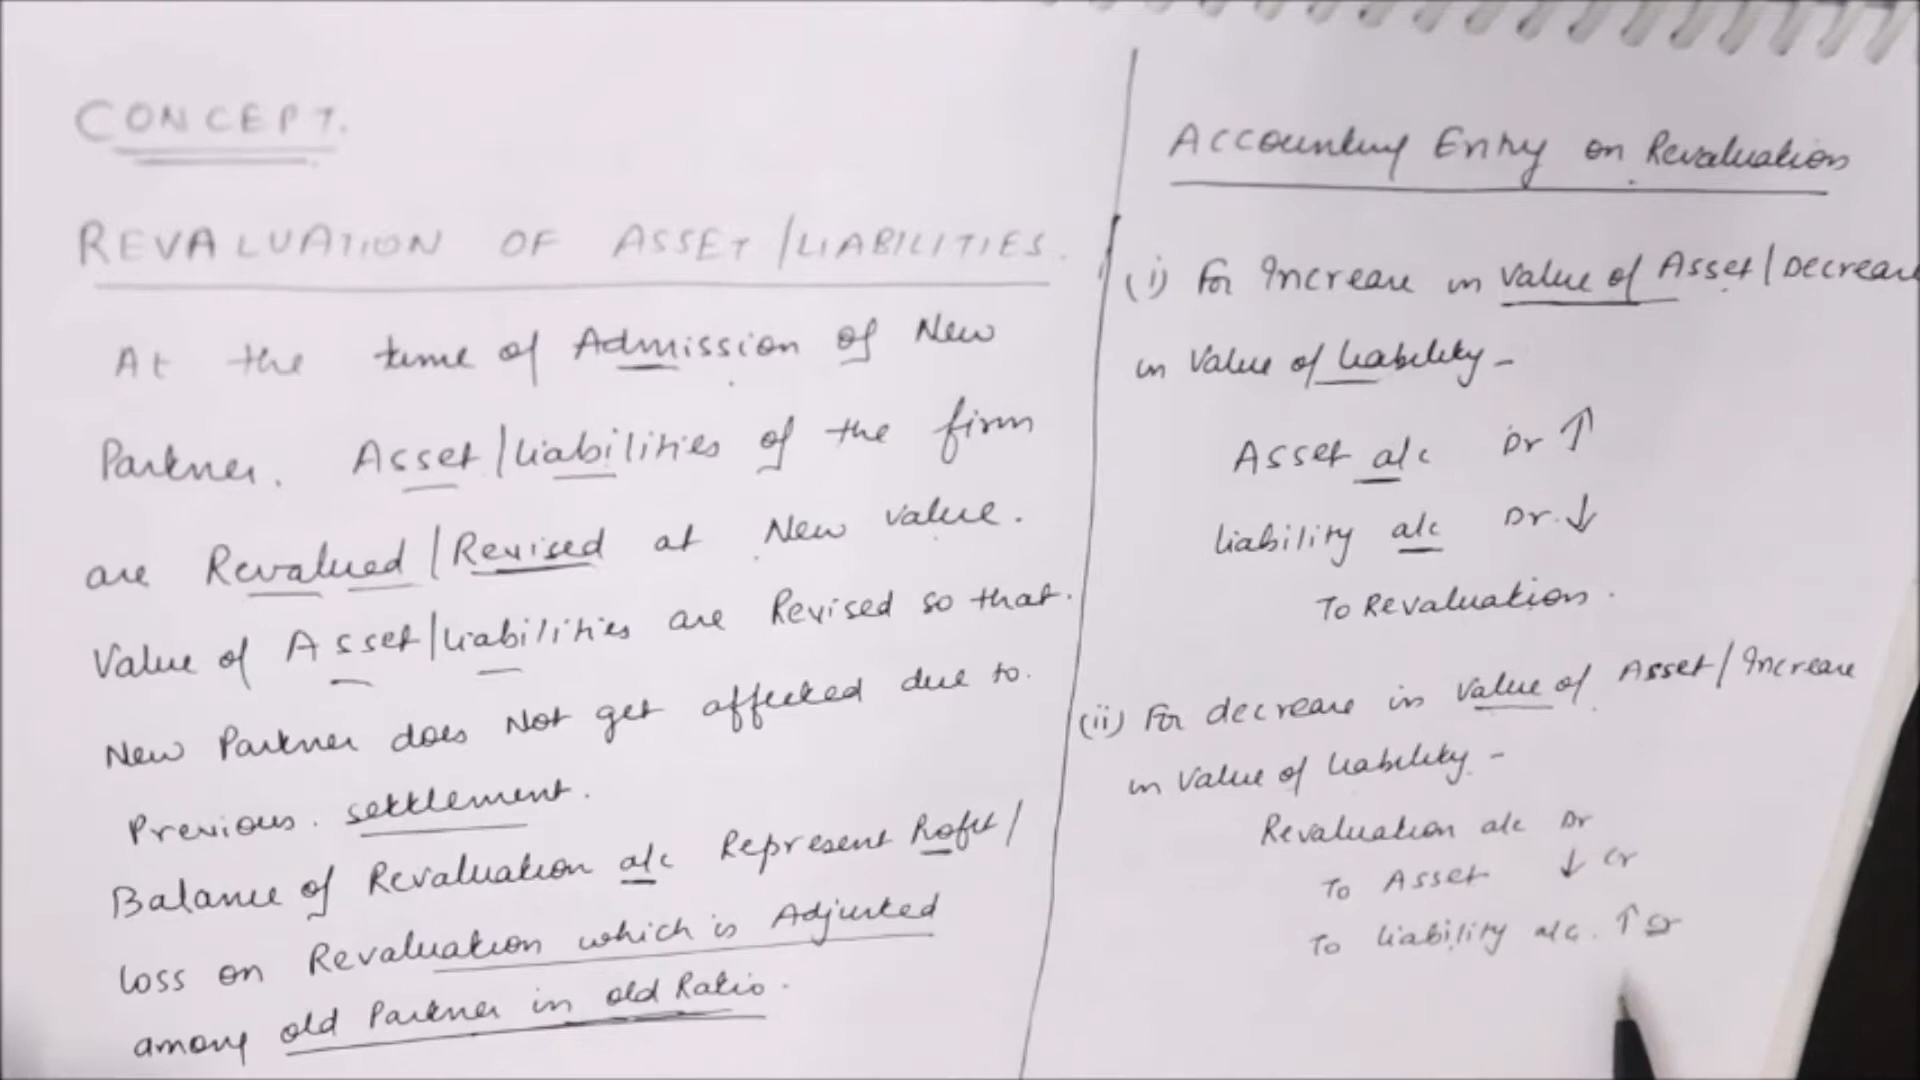 CONCEPT.
REVALUATION OF ASSET/LIABILITIES.
At the time of Admission of New
Partner. Asset/liabilities of the firm
are Revalued/Revised at New value.
Value of Asset/liabilities are Revised so that.
New Partner does Not get affected due to.
Previous. settlement.
Balance of Revaluation a/c Represent Profit/
loss on Revaluation which is Adjusted
among old Partner in old Ratio.
Accounting Entry on Revaluation
(i) For Increase in value of Asset/Decrease
in Value of liability -
Asset a/c Dr ↑
liability a/c Dr. ↓
To Revaluation.
(ii) For decrease in value of Asset/Increase
in Value of liability -
Revaluation a/c Dr
To Asset ↓ Cr
To liability a/c. ↑ Cr